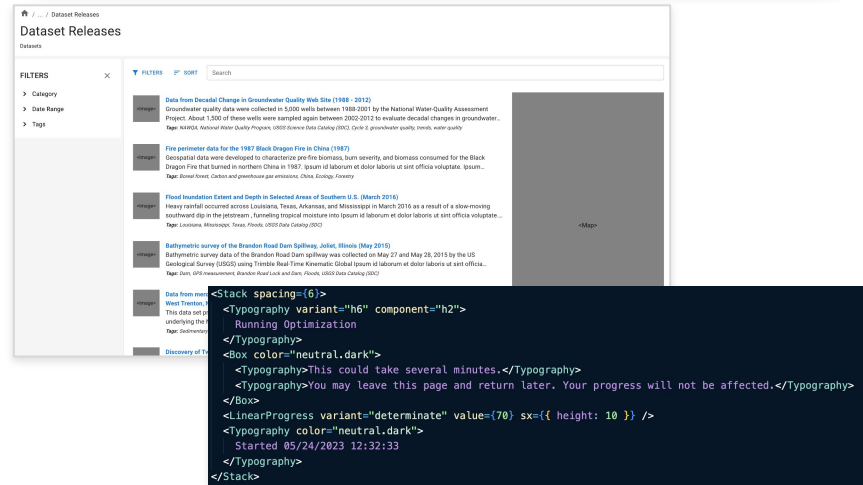 / ... / Dataset Releases
Dataset Releases
Datasets
FILTERS ×
Category
Date Range
Tags
FILTERS SORT Search
<Image>
Data from Decadal Change in Groundwater Quality Web Site (1988 - 2012)
Groundwater quality data were collected in 5,000 wells between 1988-2001 by the National Water-Quality Assessment
Project. About 1,500 of these wells were sampled again between 2002-2012 to evaluate decadal changes in groundwater...
Tags: NAWQA, National Water Quality Program, USGS Science Data Catalog (SDC), Cycle 3, groundwater quality, trends, water quality
<Image>
Fire perimeter data for the 1987 Black Dragon Fire in China (1987)
Geospatial data were developed to characterize pre-fire biomass, burn severity, and biomass consumed for the Black
Dragon Fire that burned in northern China in 1987. Ipsum id laborum et dolor laboris ut sint officia voluptate. Ipsum...
Tags: Boreal forest, Carbon and greenhouse gas emissions, China, Ecology, Forestry
<Image>
Flood Inundation Extent and Depth in Selected Areas of Southern U.S. (March 2016)
Heavy rainfall occurred across Louisiana, Texas, Arkansas, and Mississippi in March 2016 as a result of a slow-moving
southward dip in the jetstream , funneling tropical moisture into Ipsum id laborum et dolor laboris ut sint officia voluptate....
Tags: Louisiana, Mississippi, Texas, Floods, USGS Data Catalog (SDC)
<Image>
Bathymetric survey of the Brandon Road Dam Spillway, Joliet, Illinois (May 2015)
Bathymetric survey data of the Brandon Road Dam spillway was collected on May 27 and May 28, 2015 by the US
Geological Survey (USGS) using Trimble Real-Time Kinematic Global Ipsum id laborum et dolor laboris ut sint officia...
Tags: Dam, GPS measurement, Brandon Road Lock and Dam, Floods, USGS Data Catalog (SDC)
<Image>
Data from
West Trenton,
This data set
underlying the
Tags: Sedimentary
Discovery of
<Map>
<Stack spacing={6}>
<Typography variant="h6" component="h2">
Running Optimization
</Typography>
<Box color="neutral.dark">
<Typography>This could take several minutes.</Typography>
<Typography>You may leave this page and return later. Your progress will not be affected.</Typography>
</Box>
<LinearProgress variant="determinate" value={70} sx={{ height: 10 }} />
<Typography color="neutral.dark">
Started 05/24/2023 12:32:33
</Typography>
</Stack>